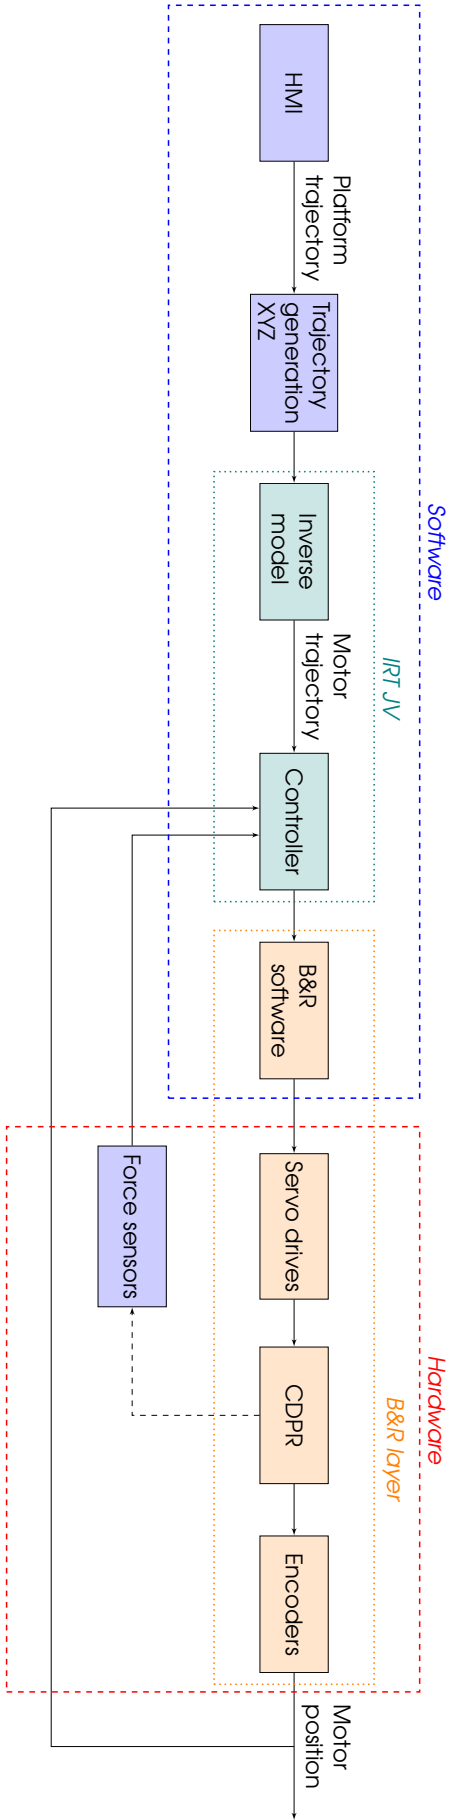 Software
Hardware
IRT JV
B&R layer
HMI
Platform
trajectory
Trajectory
generation
XYZ
Inverse
model
Motor
trajectory
Controller
B&R
software
Servo drives
CDPR
Encoders
Motor
position
Force sensors